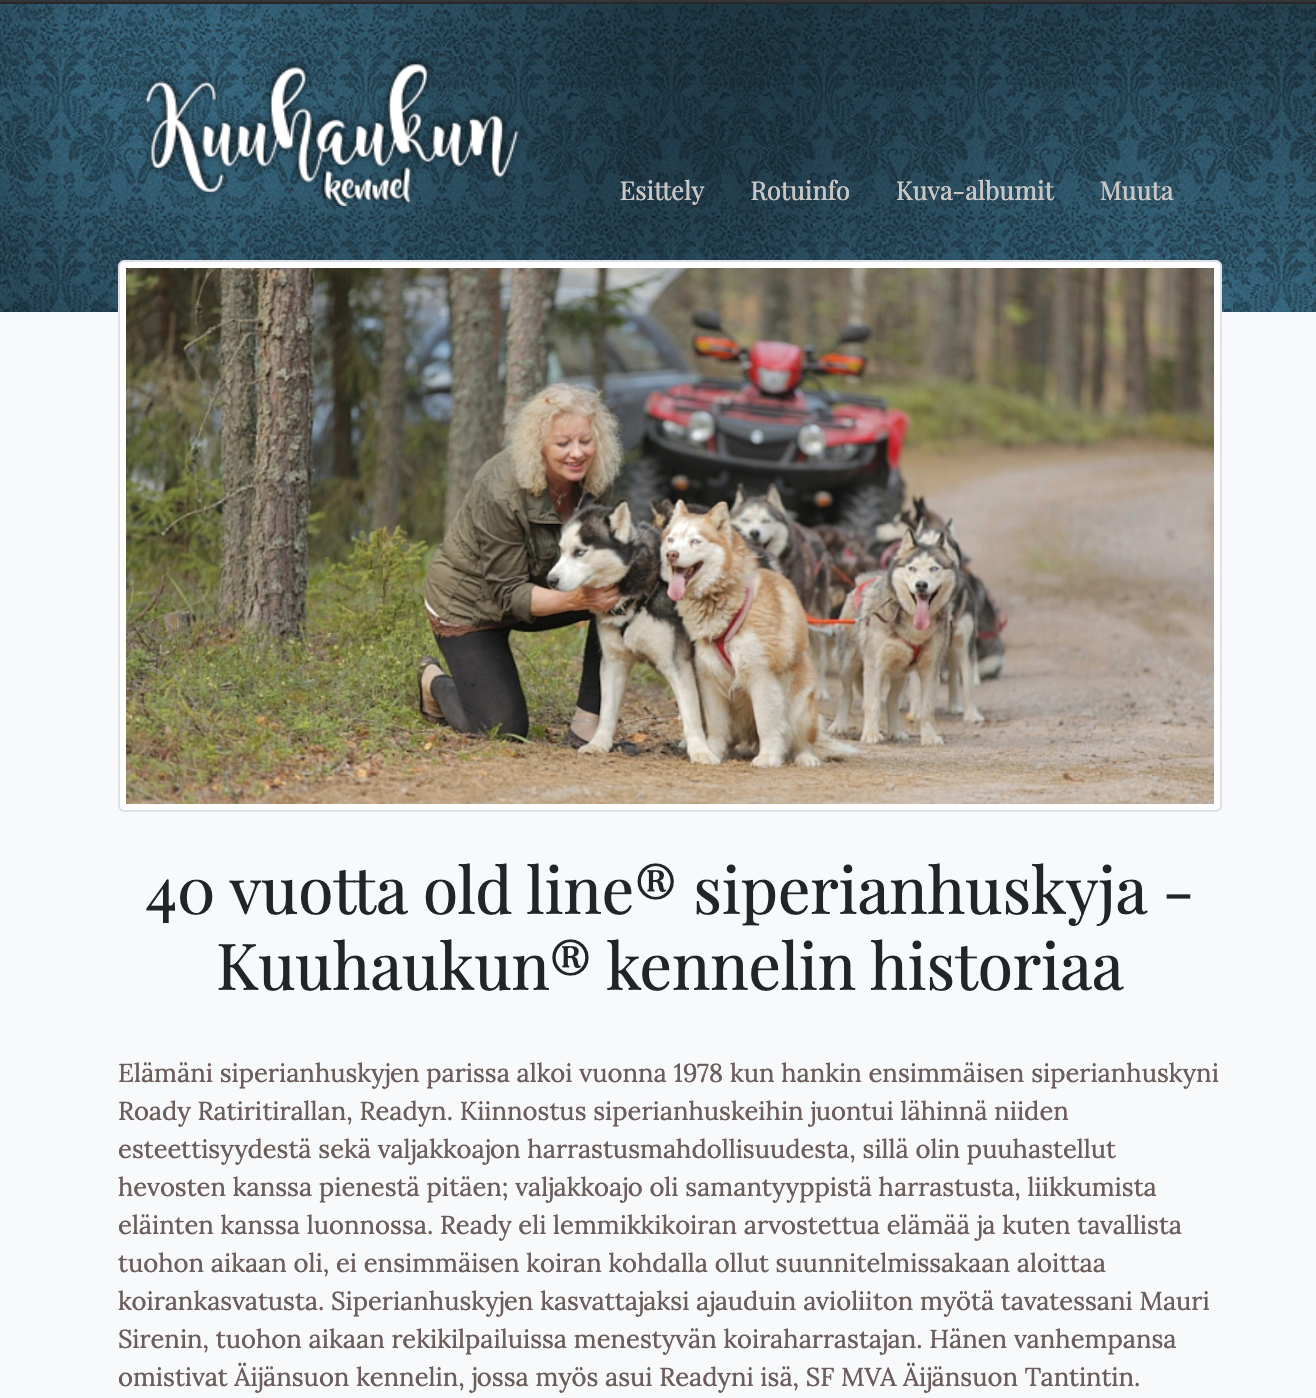 Kuuhaukun
kennel
Esittely Rotuinfo Kuva-albumit Muuta
40 vuotta old line® siperianhuskyja -
Kuuhaukun® kennelin historiaa
Elämäni siperianhuskyjen parissa alkoi vuonna 1978 kun hankin ensimmäisen siperianhuskyni
Roady Ratiritirallan, Readyn. Kiinnostus siperianhuskeihin juontui lähinnä niiden
esteettisyydestä sekä valjakkoajon harrastusmahdollisuudesta, sillä olin puuhastellut
hevosten kanssa pienestä pitäen; valjakkoajo oli samantyyppistä harrastusta, liikkumista
eläinten kanssa luonnossa. Ready eli lemmikkikoiran arvostettua elämää ja kuten tavallista
tuohon aikaan oli, ei ensimmäisen koiran kohdalla ollut suunnitelmissakaan aloittaa
koirankasvatusta. Siperianhuskyjen kasvattajaksi ajauduin avioliiton myötä tavatessani Mauri
Sirenin, tuohon aikaan rekikilpailuissa menestyvän koiraharrastajan. Hänen vanhempansa
omistivat Äijänsuon kennelin, jossa myös asui Readyni isä, SF MVA Äijänsuon Tantintin.